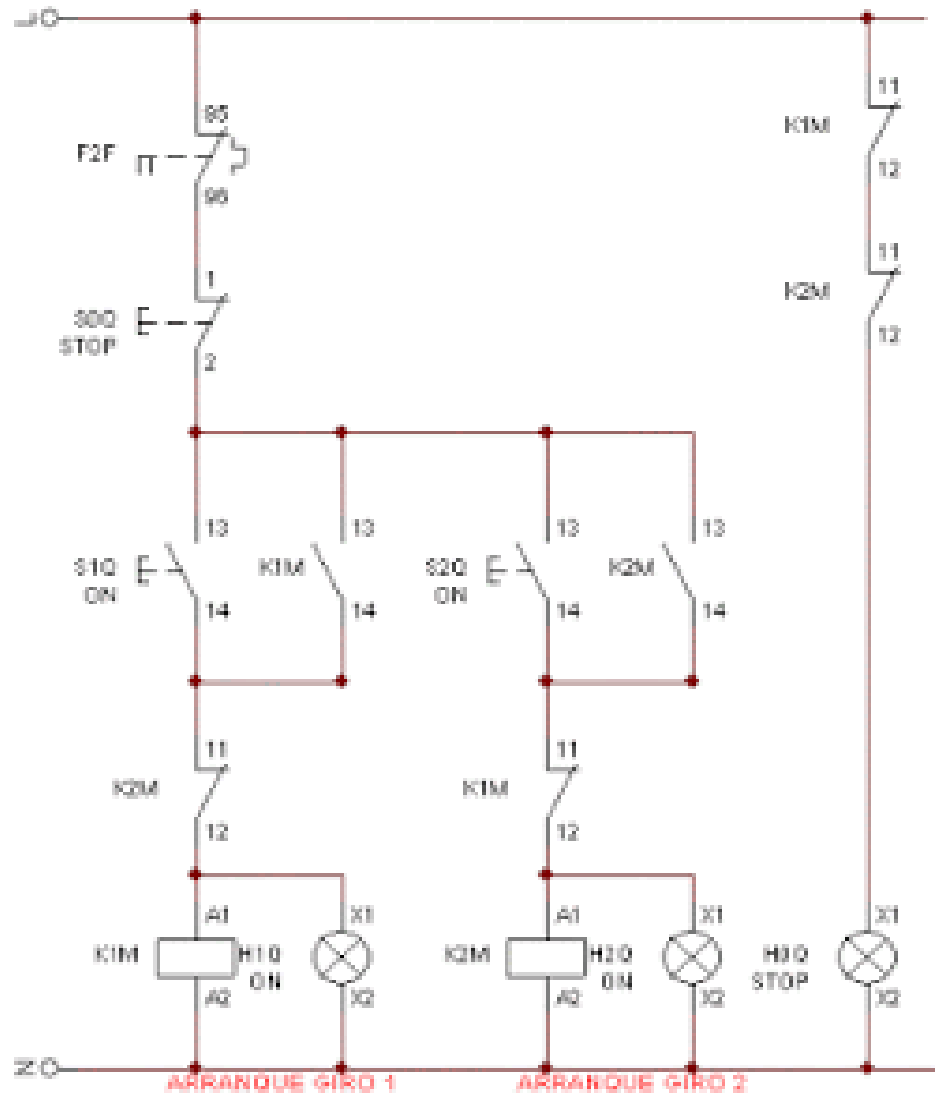 L
95
F2F
96
1
S0Q
STOP
2
11
K1M
12
11
K2M
12
13
S1Q
ON
14
13
K1M
14
13
S2Q
ON
14
13
K2M
14
11
K2M
12
11
K1M
12
A1
K1M
A2
X1
H1Q
ON
X2
A1
K2M
A2
X1
H2Q
ON
X2
X1
H0Q
STOP
X2
N
ARRANQUE GIRO 1
ARRANQUE GIRO 2